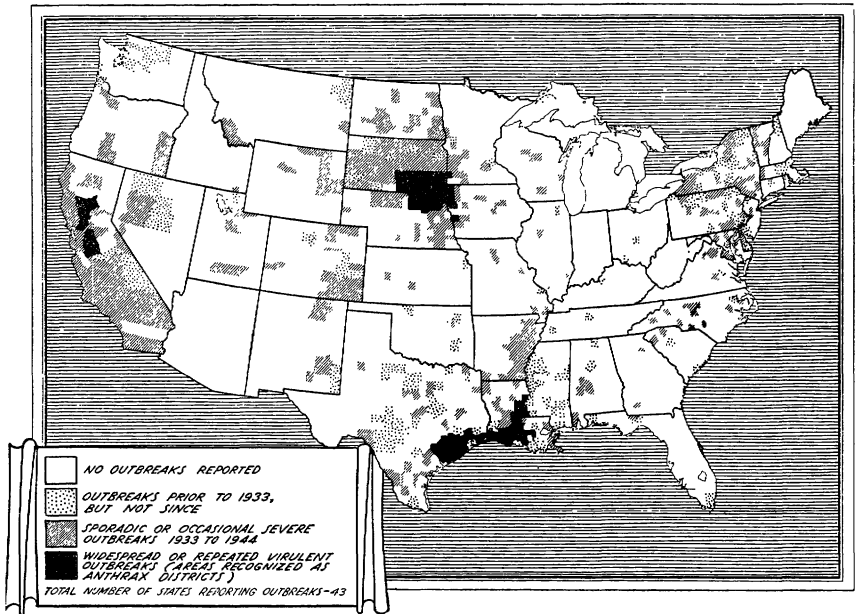 NO OUTBREAKS REPORTED
OUTBREAKS PRIOR TO 1933,
BUT NOT SINCE
SPORADIC OR OCCASIONAL SEVERE
OUTBREAKS 1933 TO 1944
WIDESPREAD OR REPEATED VIRULENT
OUTBREAKS (AREAS RECOGNIZED AS
ANTHRAX DISTRICTS)
TOTAL NUMBER OF STATES REPORTING OUTBREAKS-43